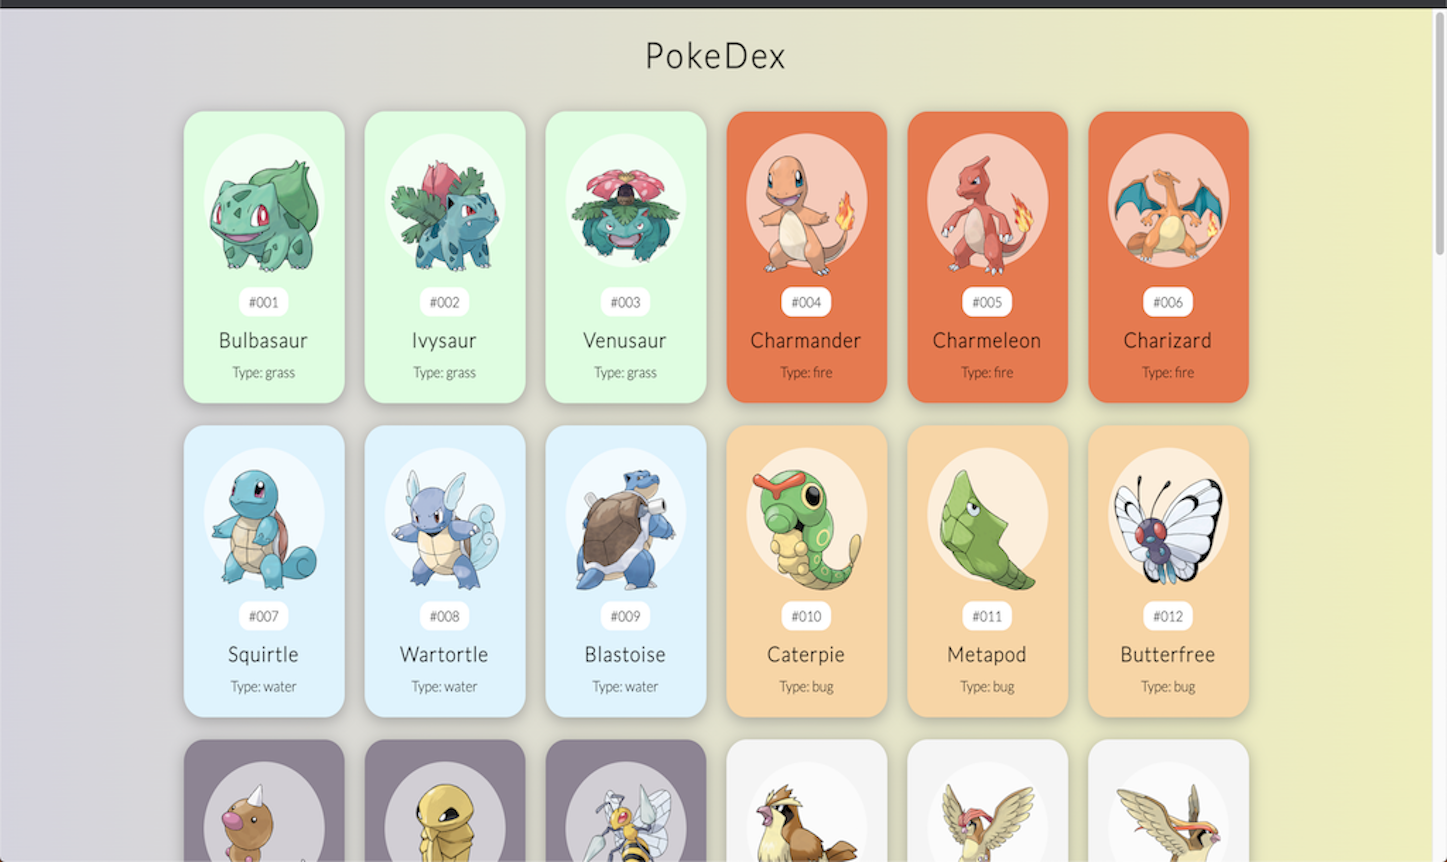 PokeDex
#001
Bulbasaur
Type: grass
#002
Ivysaur
Type: grass
#003
Venusaur
Type: grass
#004
Charmander
Type: fire
#005
Charmeleon
Type: fire
#006
Charizard
Type: fire
#007
Squirtle
Type: water
#008
Wartortle
Type: water
#009
Blastoise
Type: water
#010
Caterpie
Type: bug
#011
Metapod
Type: bug
#012
Butterfree
Type: bug